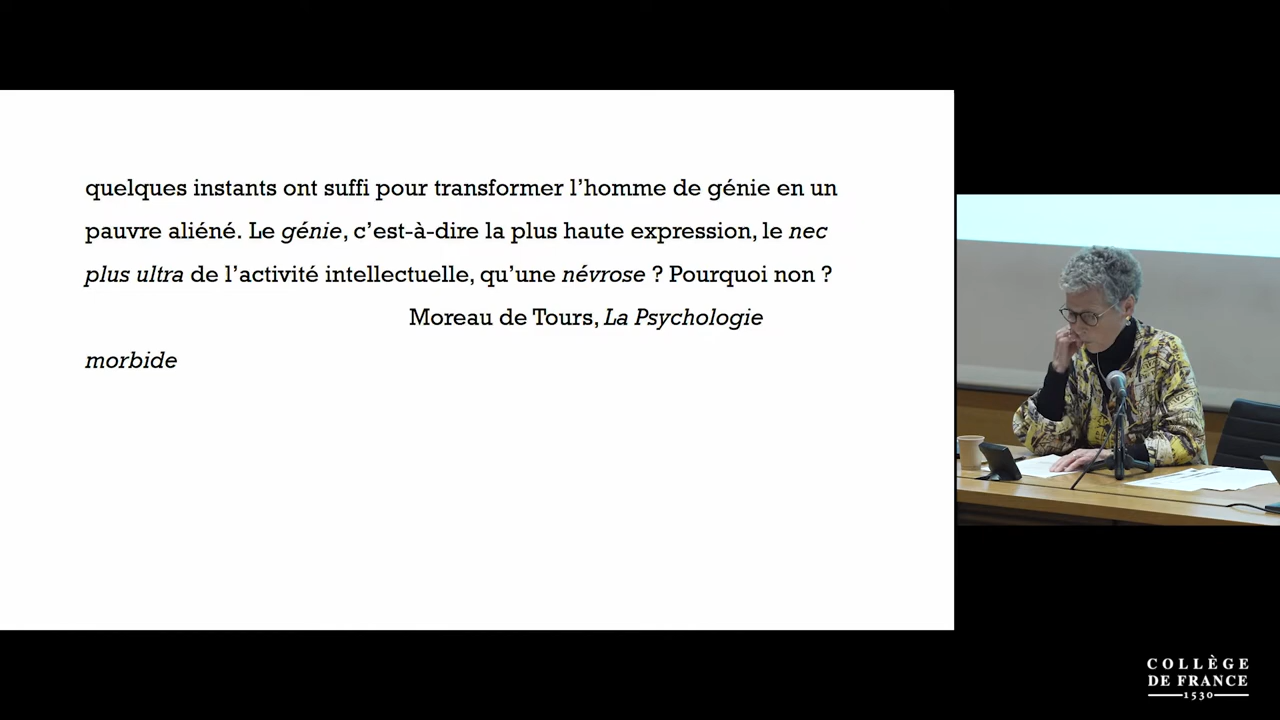 quelques instants ont suffi pour transformer l’homme de génie en un
pauvre aliéné. Le génie, c’est-à-dire la plus haute expression, le nec
plus ultra de l’activité intellectuelle, qu’une névrose ? Pourquoi non ?
Moreau de Tours, La Psychologie
morbide
COLLÈGE
DE FRANCE
1530